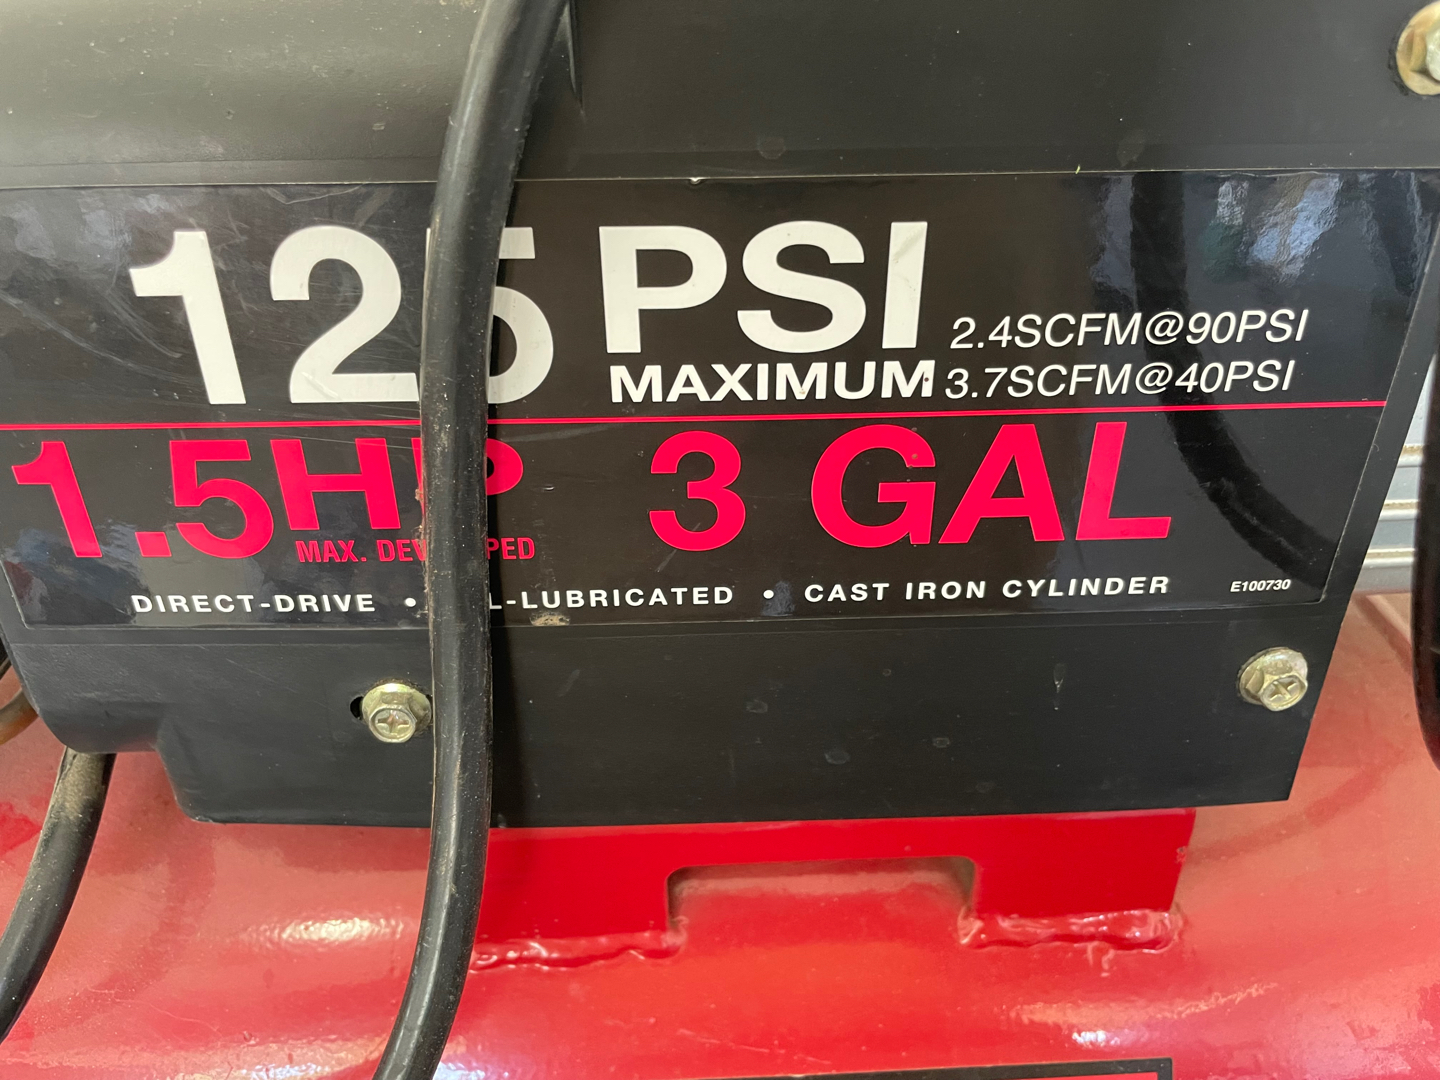 125 PSI
MAXIMUM
2.4SCFM@90PSI
3.7SCFM@40PSI
1.5HP 3 GAL
MAX.
DIRECT-DRIVE • L-LUBRICATED • CAST IRON CYLINDER
E100730